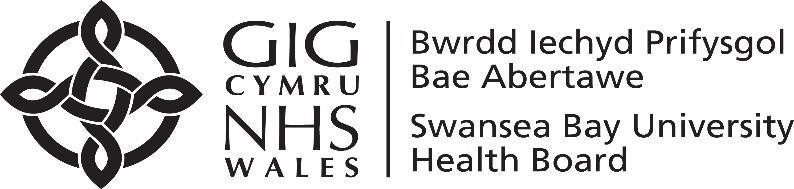 GIG
CYMRU
NHS
WALES
Bwrdd Iechyd Prifysgol
Bae Abertawe
Swansea Bay University
Health Board